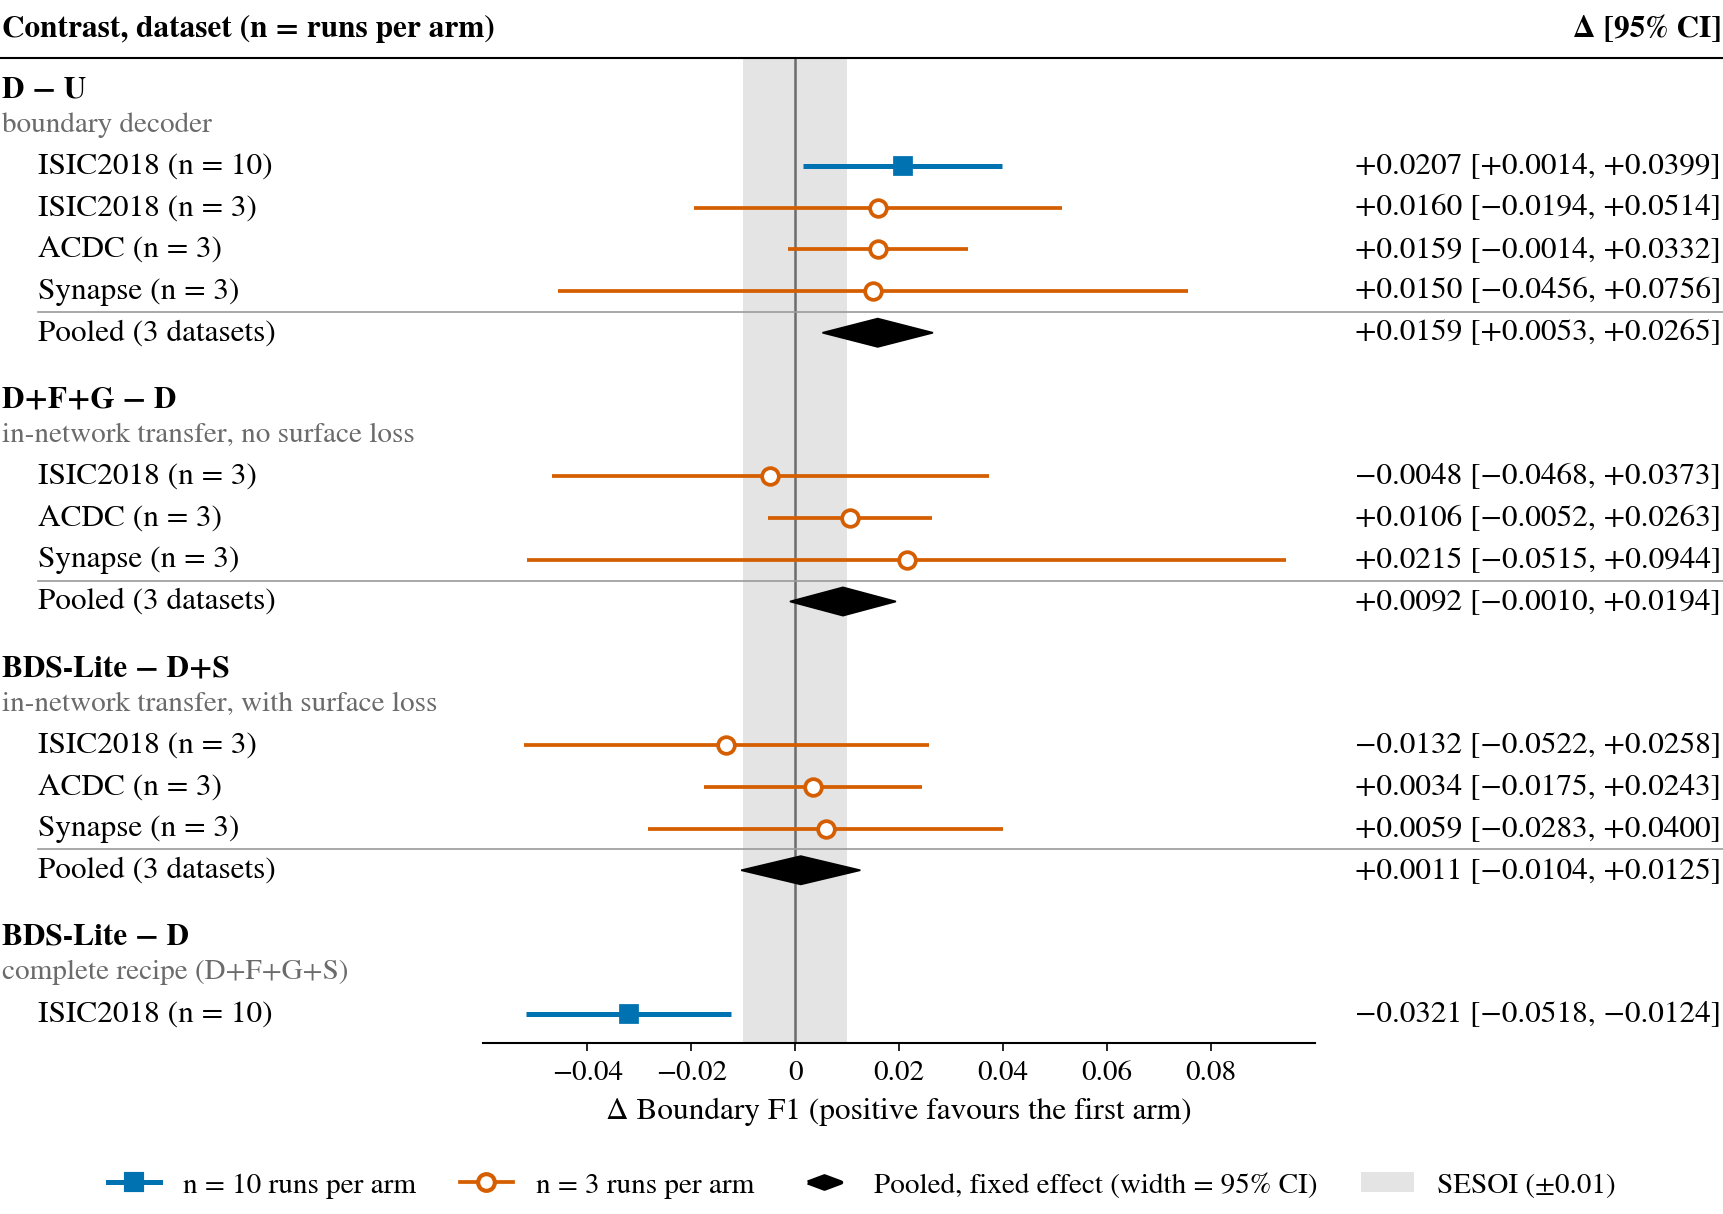 Contrast, dataset (n = runs per arm) Δ [95% CI]
D − U
boundary decoder
ISIC2018 (n = 10) +0.0207 [+0.0014, +0.0399]
ISIC2018 (n = 3) +0.0160 [−0.0194, +0.0514]
ACDC (n = 3) +0.0159 [−0.0014, +0.0332]
Synapse (n = 3) +0.0150 [−0.0456, +0.0756]
Pooled (3 datasets) +0.0159 [+0.0053, +0.0265]
D+F+G − D
in-network transfer, no surface loss
ISIC2018 (n = 3) −0.0048 [−0.0468, +0.0373]
ACDC (n = 3) +0.0106 [−0.0052, +0.0263]
Synapse (n = 3) +0.0215 [−0.0515, +0.0944]
Pooled (3 datasets) +0.0092 [−0.0010, +0.0194]
BDS-Lite − D+S
in-network transfer, with surface loss
ISIC2018 (n = 3) −0.0132 [−0.0522, +0.0258]
ACDC (n = 3) +0.0034 [−0.0175, +0.0243]
Synapse (n = 3) +0.0059 [−0.0283, +0.0400]
Pooled (3 datasets) +0.0011 [−0.0104, +0.0125]
BDS-Lite − D
complete recipe (D+F+G+S)
ISIC2018 (n = 10) −0.0321 [−0.0518, −0.0124]
−0.04 −0.02 0 0.02 0.04 0.06 0.08
Δ Boundary F1 (positive favours the first arm)
n = 10 runs per arm n = 3 runs per arm Pooled, fixed effect (width = 95% CI) SESOI (±0.01)